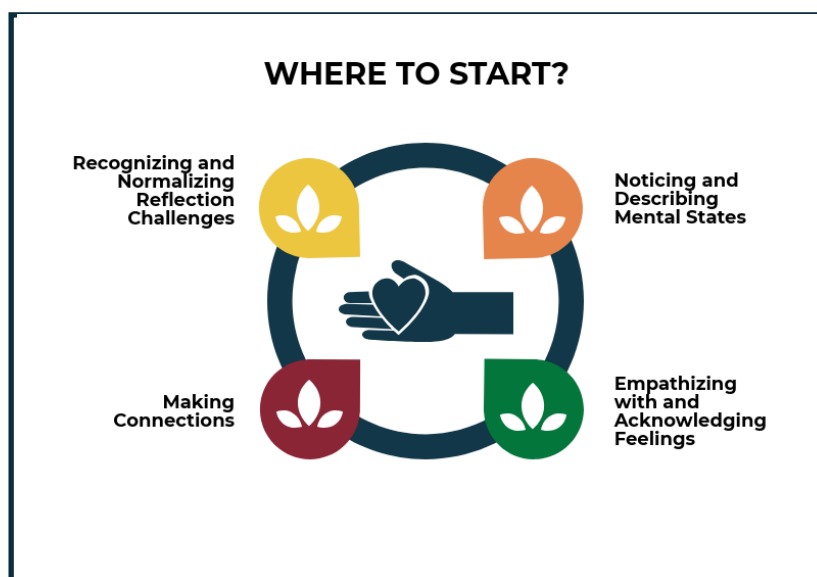 WHERE TO START?
Recognizing and
Normalizing
Reflection
Challenges
Noticing and
Describing
Mental States
Making
Connections
Empathizing
with and
Acknowledging
Feelings